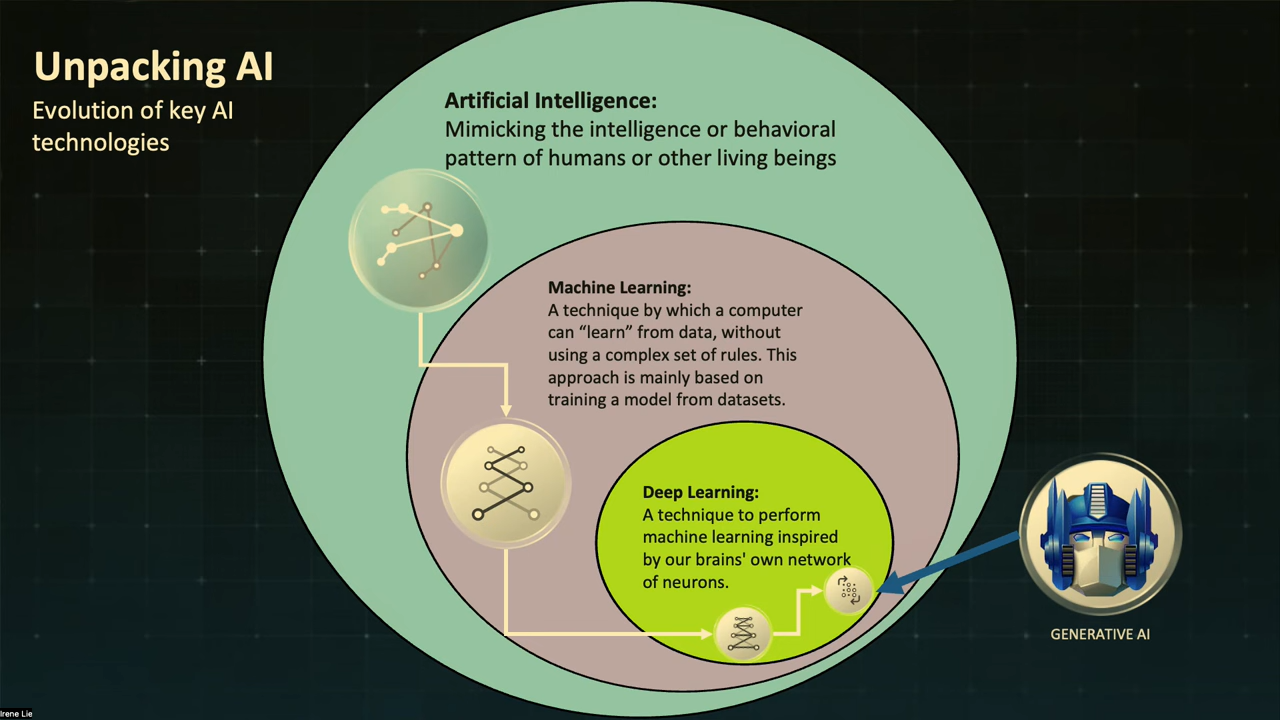 Unpacking AI
Evolution of key AI
technologies
Artificial Intelligence:
Mimicking the intelligence or behavioral
pattern of humans or other living beings
Machine Learning:
A technique by which a computer
can “learn” from data, without
using a complex set of rules. This
approach is mainly based on
training a model from datasets.
Deep Learning:
A technique to perform
machine learning inspired
by our brains' own network
of neurons.
GENERATIVE AI
Irene Lie